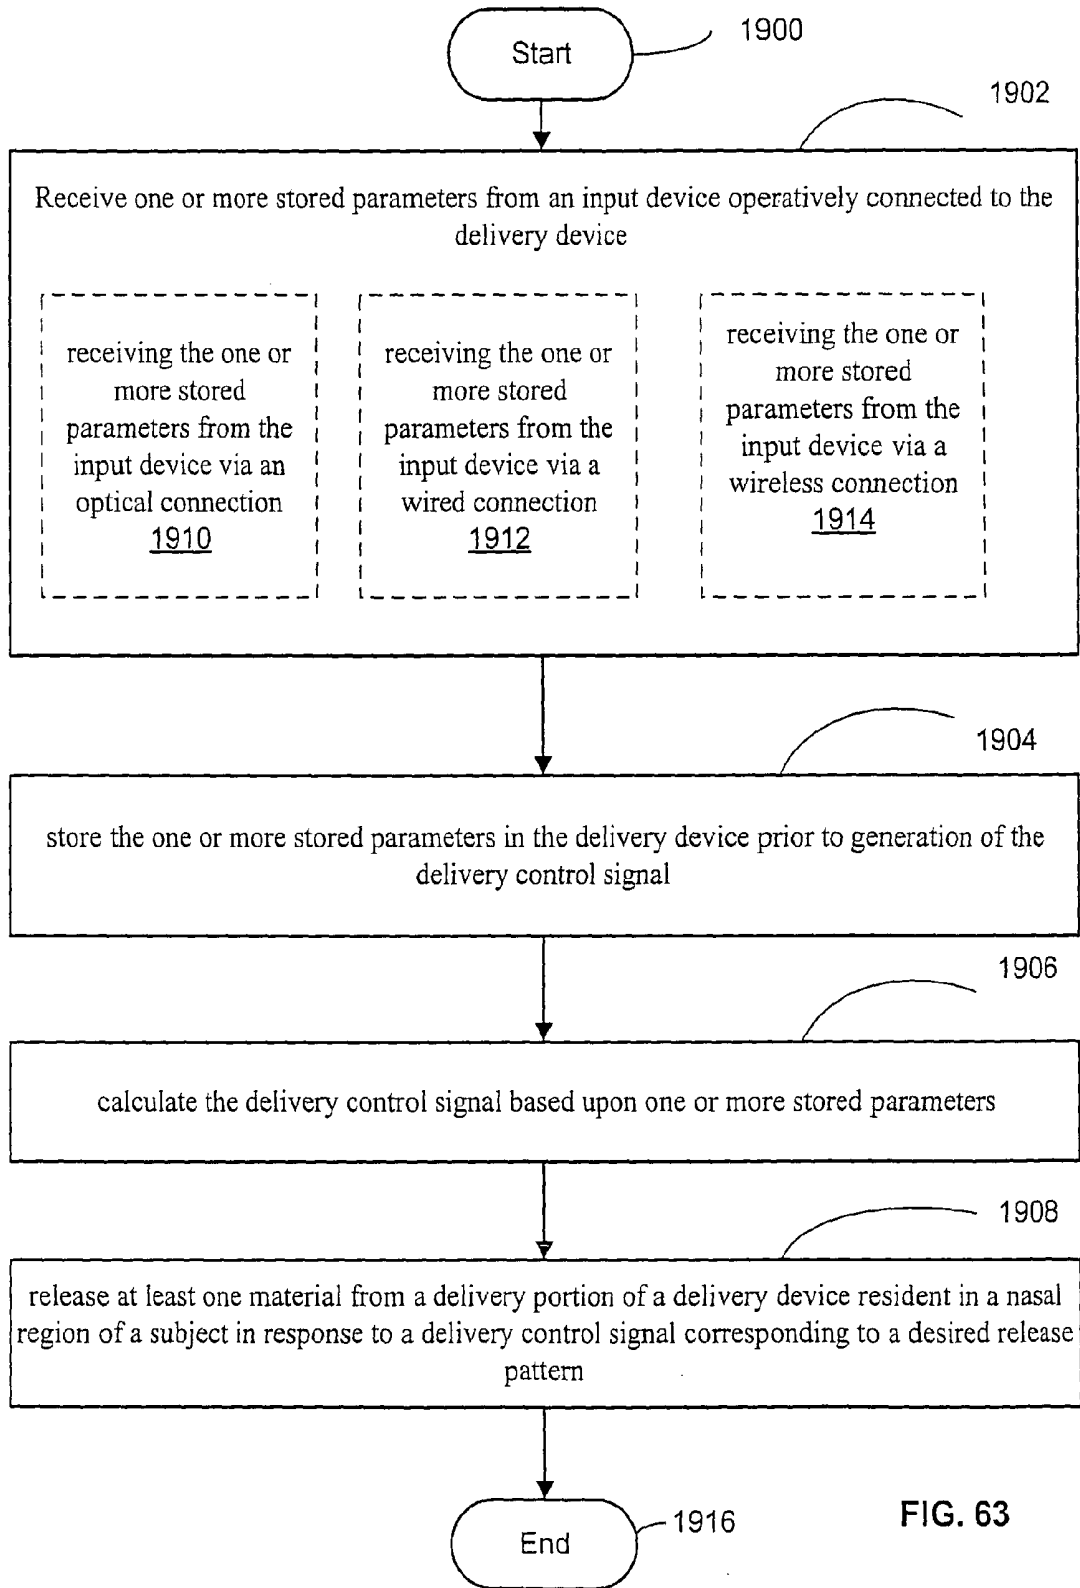 Start
1900
1902
Receive one or more stored parameters from an input device operatively connected to the
delivery device
receiving the one or
more stored
parameters from the
input device via an
optical connection
1910
receiving the one or
more stored
parameters from the
input device via a
wired connection
1912
receiving the one or
more stored
parameters from the
input device via a
wireless connection
1914
1904
store the one or more stored parameters in the delivery device prior to generation of the
delivery control signal
1906
calculate the delivery control signal based upon one or more stored parameters
1908
release at least one material from a delivery portion of a delivery device resident in a nasal
region of a subject in response to a delivery control signal corresponding to a desired release
pattern
End
1916
FIG. 63